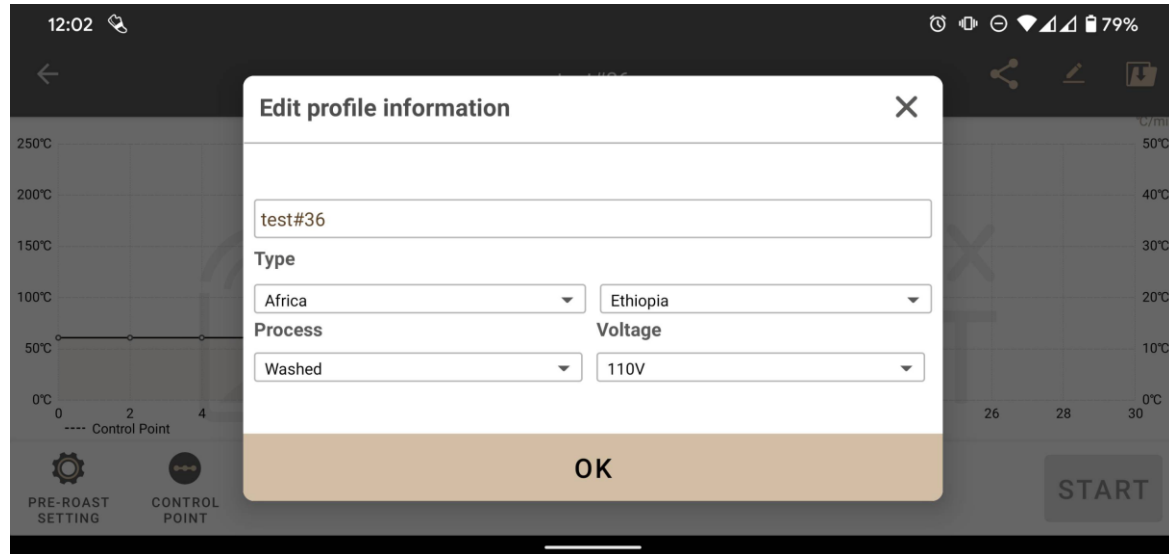 12:02
79%
Edit profile information
°C/mi
250°C
50°C
200°C
40°C
test#36
150°C
30°C
Type
100°C
20°C
Africa
Ethiopia
Process
Voltage
50°C
10°C
Washed
110V
0°C
0°C
0 2 4 26 28 30
---- Control Point
OK
PRE-ROAST
SETTING
CONTROL
POINT
START